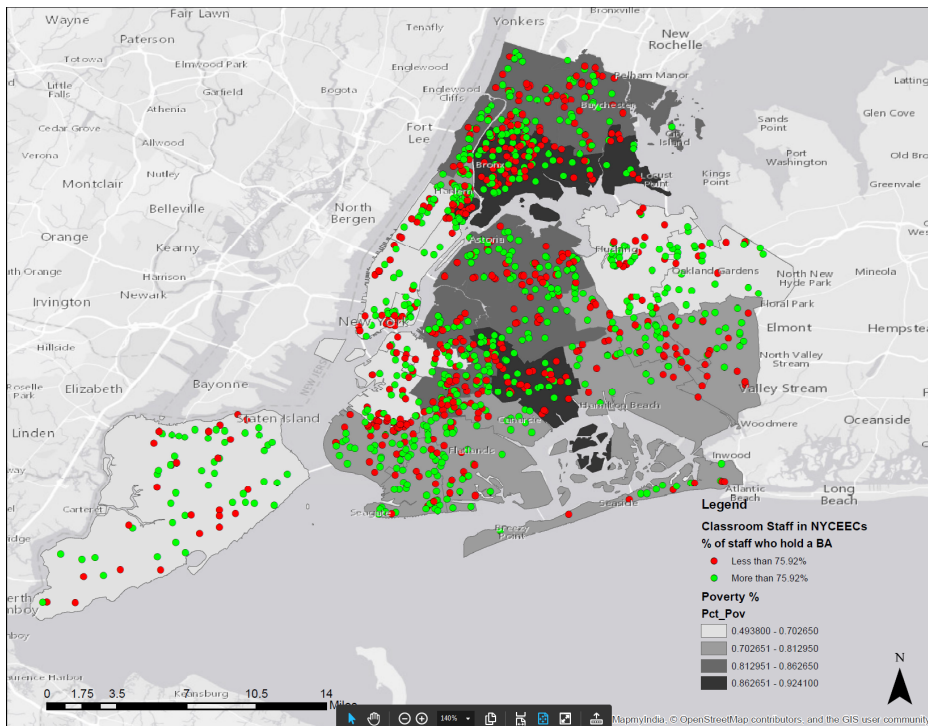 Wayne
Fair Lawn
Bronxville
Yonkers
New
Rochelle
Paterson
Tenafly
Totowa
Elmwood Park
Englewood
Pelham Manor
Little
Falls
Garfield
Bogota
Englewood
Cliffs
Baychester
Athenia
Fort
Lee
City
Island
Sands
Point
Glen Cove
Cedar Grove
Allwood
Port
Washington
Verona
Nutley
Bronx
Locust
Point
Kings
Point
Montclair
North
Bergen
Harlem
Greenvale
Belleville
Orange
Kearny
Astoria
Flushing
Oakland Gardens
North New
Hyde Park
Mineola
Harrison
Newark
Irvington
Floral Park
New York
Elmont
Hempste
Hillside
North Valley
Stream
Roselle
Park
Elizabeth
Bayonne
Valley Stream
Hamilton Beach
Staten Island
Canarsie
Oceanside
Linden
Woodmere
Flatlands
Inwood
Carteret
Seagate
Seaside
Atlantic
Beach
Long
Beach
Breezy
Point
Legend
Classroom Staff in NYCEECs
% of staff who hold a BA
Less than 75.92%
More than 75.92%
Poverty %
Pct_Pov
0.493800 - 0.702650
0.702651 - 0.812950
0.812951 - 0.862650
0.862651 - 0.924100
N
0 1.75 3.5 7 10.5 14
Miles
140%
MapmyIndia, © OpenStreetMap contributors, and the GIS user community